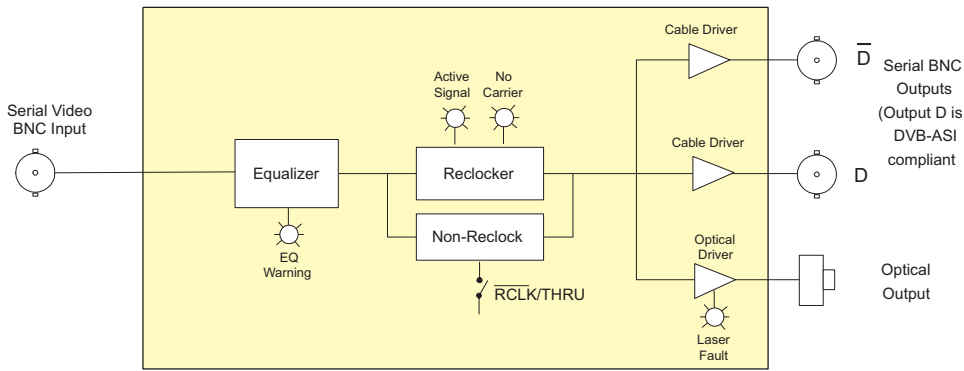 Serial Video
BNC Input
Equalizer
EQ
Warning
Active
Signal
No
Carrier
Reclocker
Non-Reclock
R̅C̅L̅K̅/THRU
Cable Driver
D̅
Cable Driver
D
Serial BNC
Outputs
(Output D is
DVB-ASI
compliant
Optical
Driver
Laser
Fault
Optical
Output